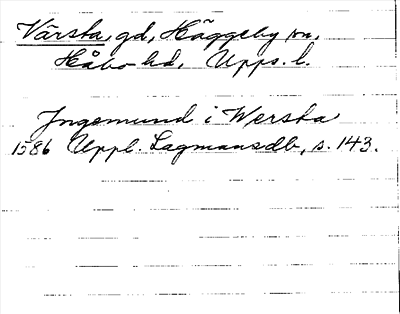 Värsta, gd, Häggeby sn,
Håbo hd, Upps. l.
Ingemund i Wersta
1586 Uppl. Lagmansdb, s. 143.